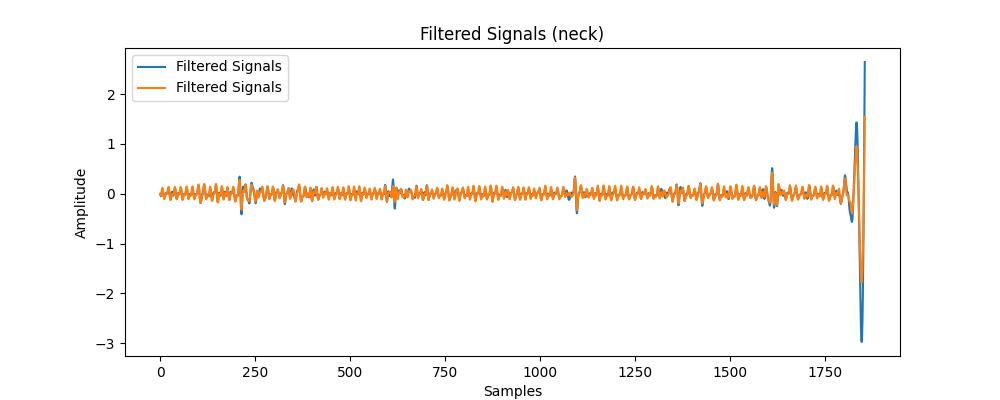 Filtered Signals (neck)
Filtered Signals
Filtered Signals
2
1
0
−1
−2
−3
Amplitude
0 250 500 750 1000 1250 1500 1750
Samples